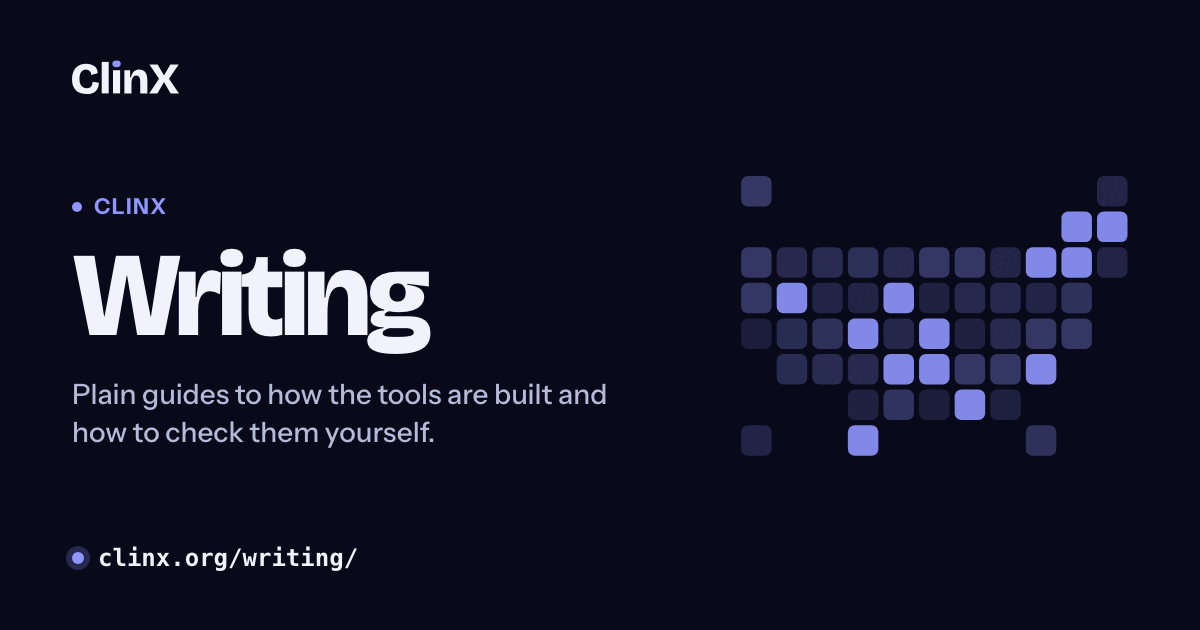 ClinX
CLINX
Writing
Plain guides to how the tools are built and
how to check them yourself.
clinx.org/writing/